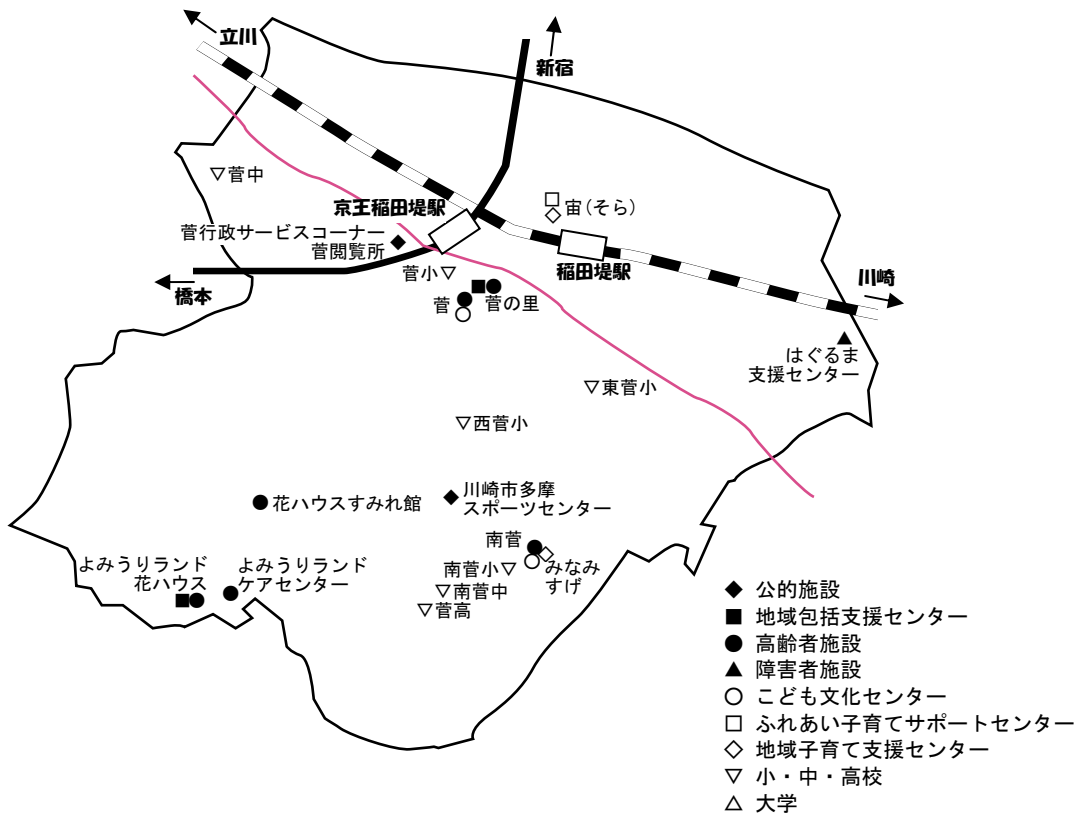 立川
新宿
▽菅中
京王稲田堤駅
宙(そら)
菅行政サービスコーナー
菅閲覧所
稲田堤駅
菅小▽
橋本
川崎
菅
菅の里
はぐるま
支援センター
▽東菅小
▽西菅小
花ハウスすみれ館
川崎市多摩
スポーツセンター
南菅
よみうりランド
花ハウス
よみうりランド
ケアセンター
南菅小▽
みなみ
すげ
▽南菅中
▽菅高
◆ 公的施設
■ 地域包括支援センター
● 高齢者施設
▲ 障害者施設
○ こども文化センター
□ ふれあい子育てサポートセンター
◇ 地域子育て支援センター
▽ 小・中・高校
△ 大学